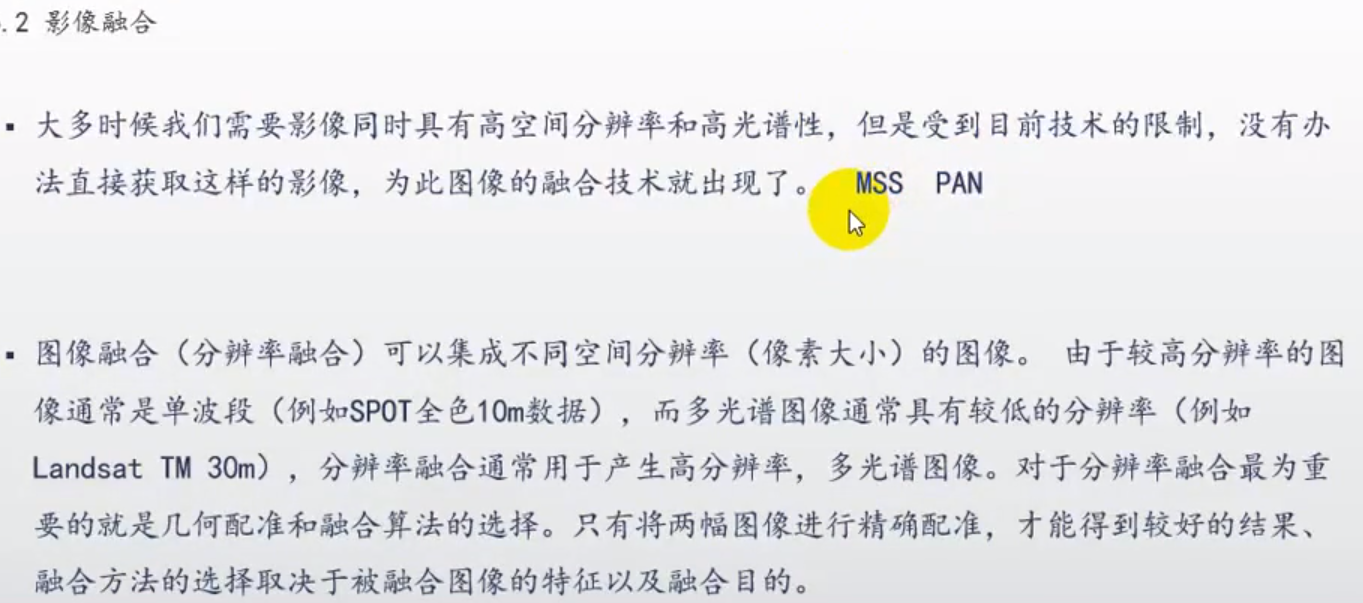 .2 影像融合
▪ 大多时候我们需要影像同时具有高空间分辨率和高光谱性，但是受到目前技术的限制，没有办
法直接获取这样的影像，为此图像的融合技术就出现了。 MSS PAN
▪ 图像融合（分辨率融合）可以集成不同空间分辨率（像素大小）的图像。 由于较高分辨率的图
像通常是单波段（例如SPOT全色10m数据），而多光谱图像通常具有较低的分辨率（例如
Landsat TM 30m），分辨率融合通常用于产生高分辨率，多光谱图像。对于分辨率融合最为重
要的就是几何配准和融合算法的选择。只有将两幅图像进行精确配准，才能得到较好的结果、
融合方法的选择取决于被融合图像的特征以及融合目的。